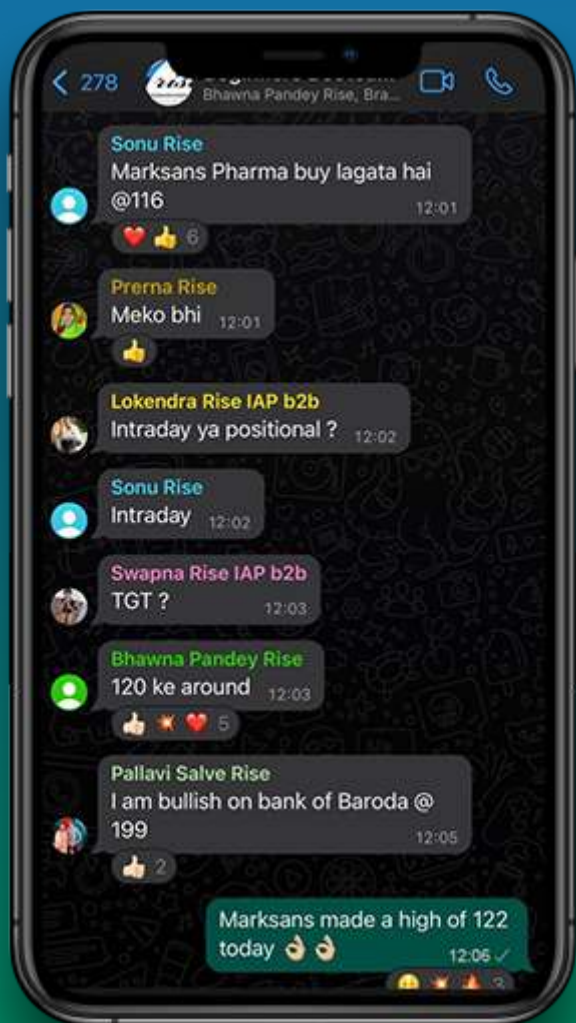 278
Bhawna Pandey Rise, Bra...
Sonu Rise
Marksans Pharma buy lagata hai
@116
12:01
6
Prerna Rise
Meko bhi 12:01
Lokendra Rise IAP b2b
Intraday ya positional ? 12:02
Sonu Rise
Intraday 12:02
Swapna Rise IAP b2b
TGT ? 12:03
Bhawna Pandey Rise
120 ke around 12:03
5
Pallavi Salve Rise
I am bullish on bank of Baroda @
199
12:05
2
Marksans made a high of 122
today 👌🏻 👌🏻
12:06
3